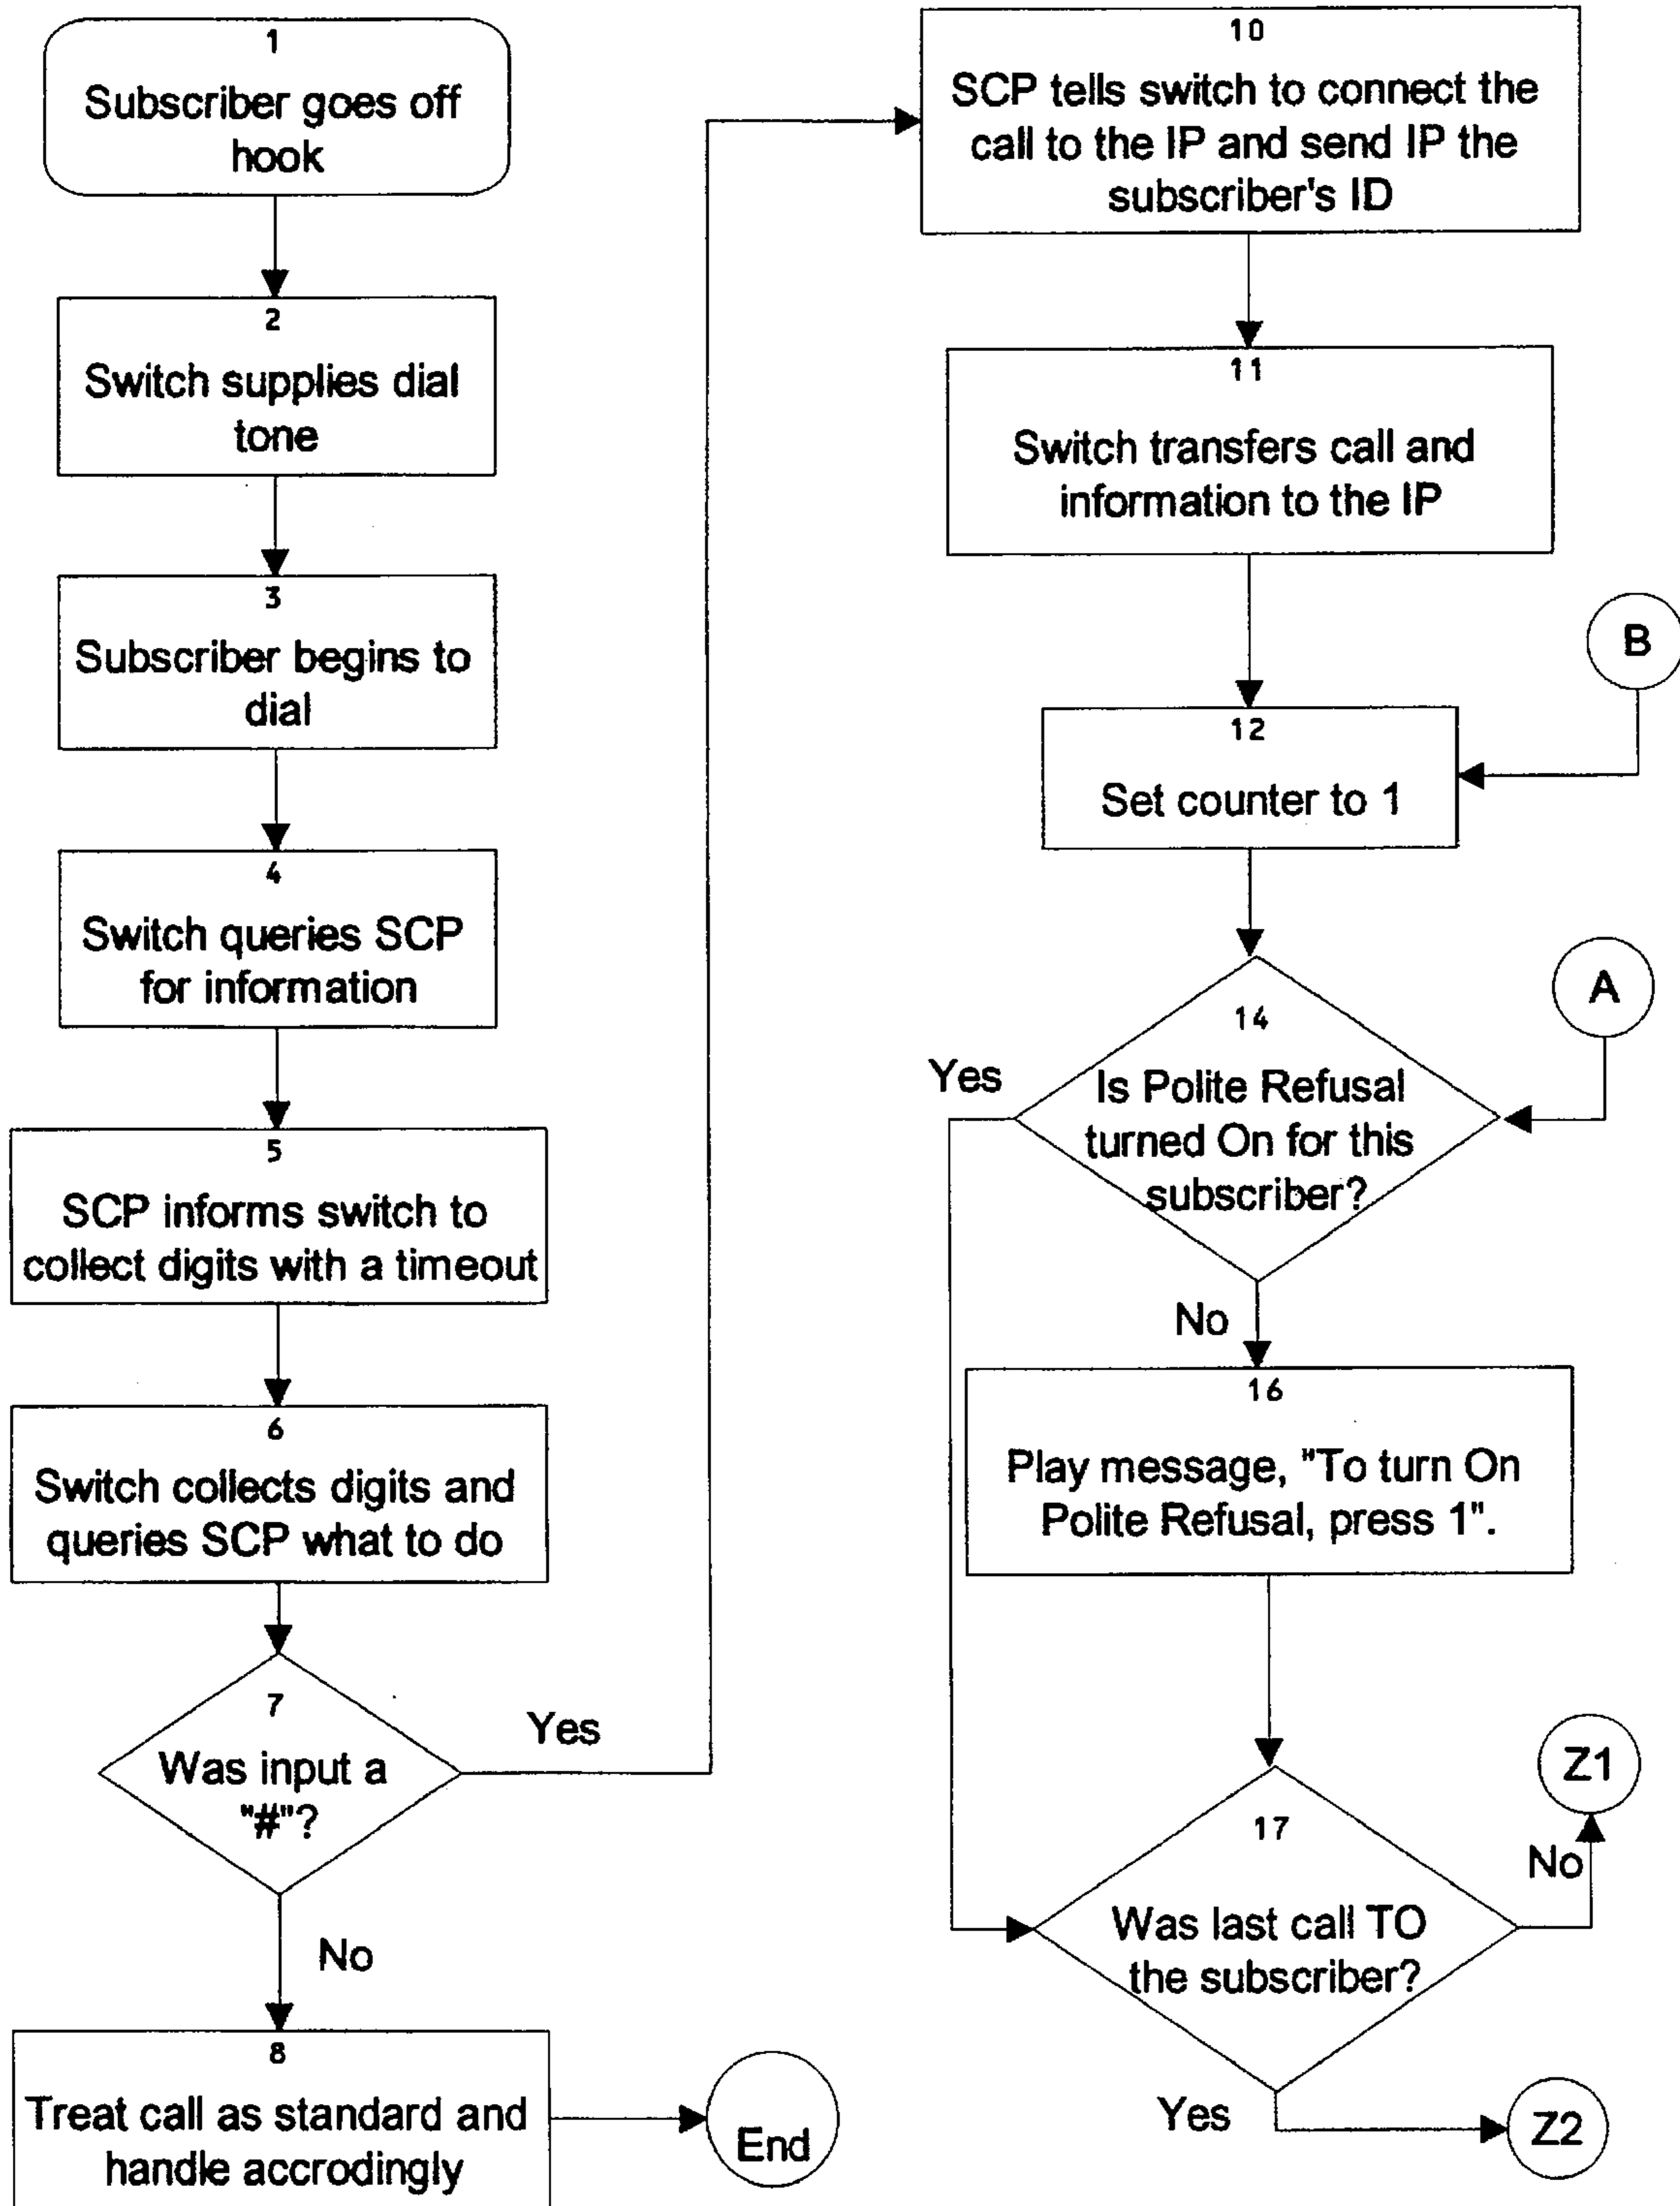 1
Subscriber goes off
hook
2
Switch supplies dial
tone
3
Subscriber begins to
dial
4
Switch queries SCP
for information
5
SCP informs switch to
collect digits with a timeout
6
Switch collects digits and
queries SCP what to do
7
Was input a
"#"?
Yes
No
8
Treat call as standard and
handle accrodingly
End
10
SCP tells switch to connect the
call to the IP and send IP the
subscriber's ID
11
Switch transfers call and
information to the IP
B
12
Set counter to 1
A
14
Is Polite Refusal
turned On for this
subscriber?
Yes
No
16
Play message, "To turn On
Polite Refusal, press 1".
17
Was last call TO
the subscriber?
No
Z1
Yes
Z2